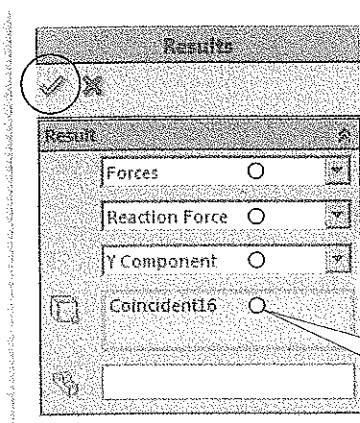 Results
Result
Forces
Reaction Force
Y Component
Coincident16